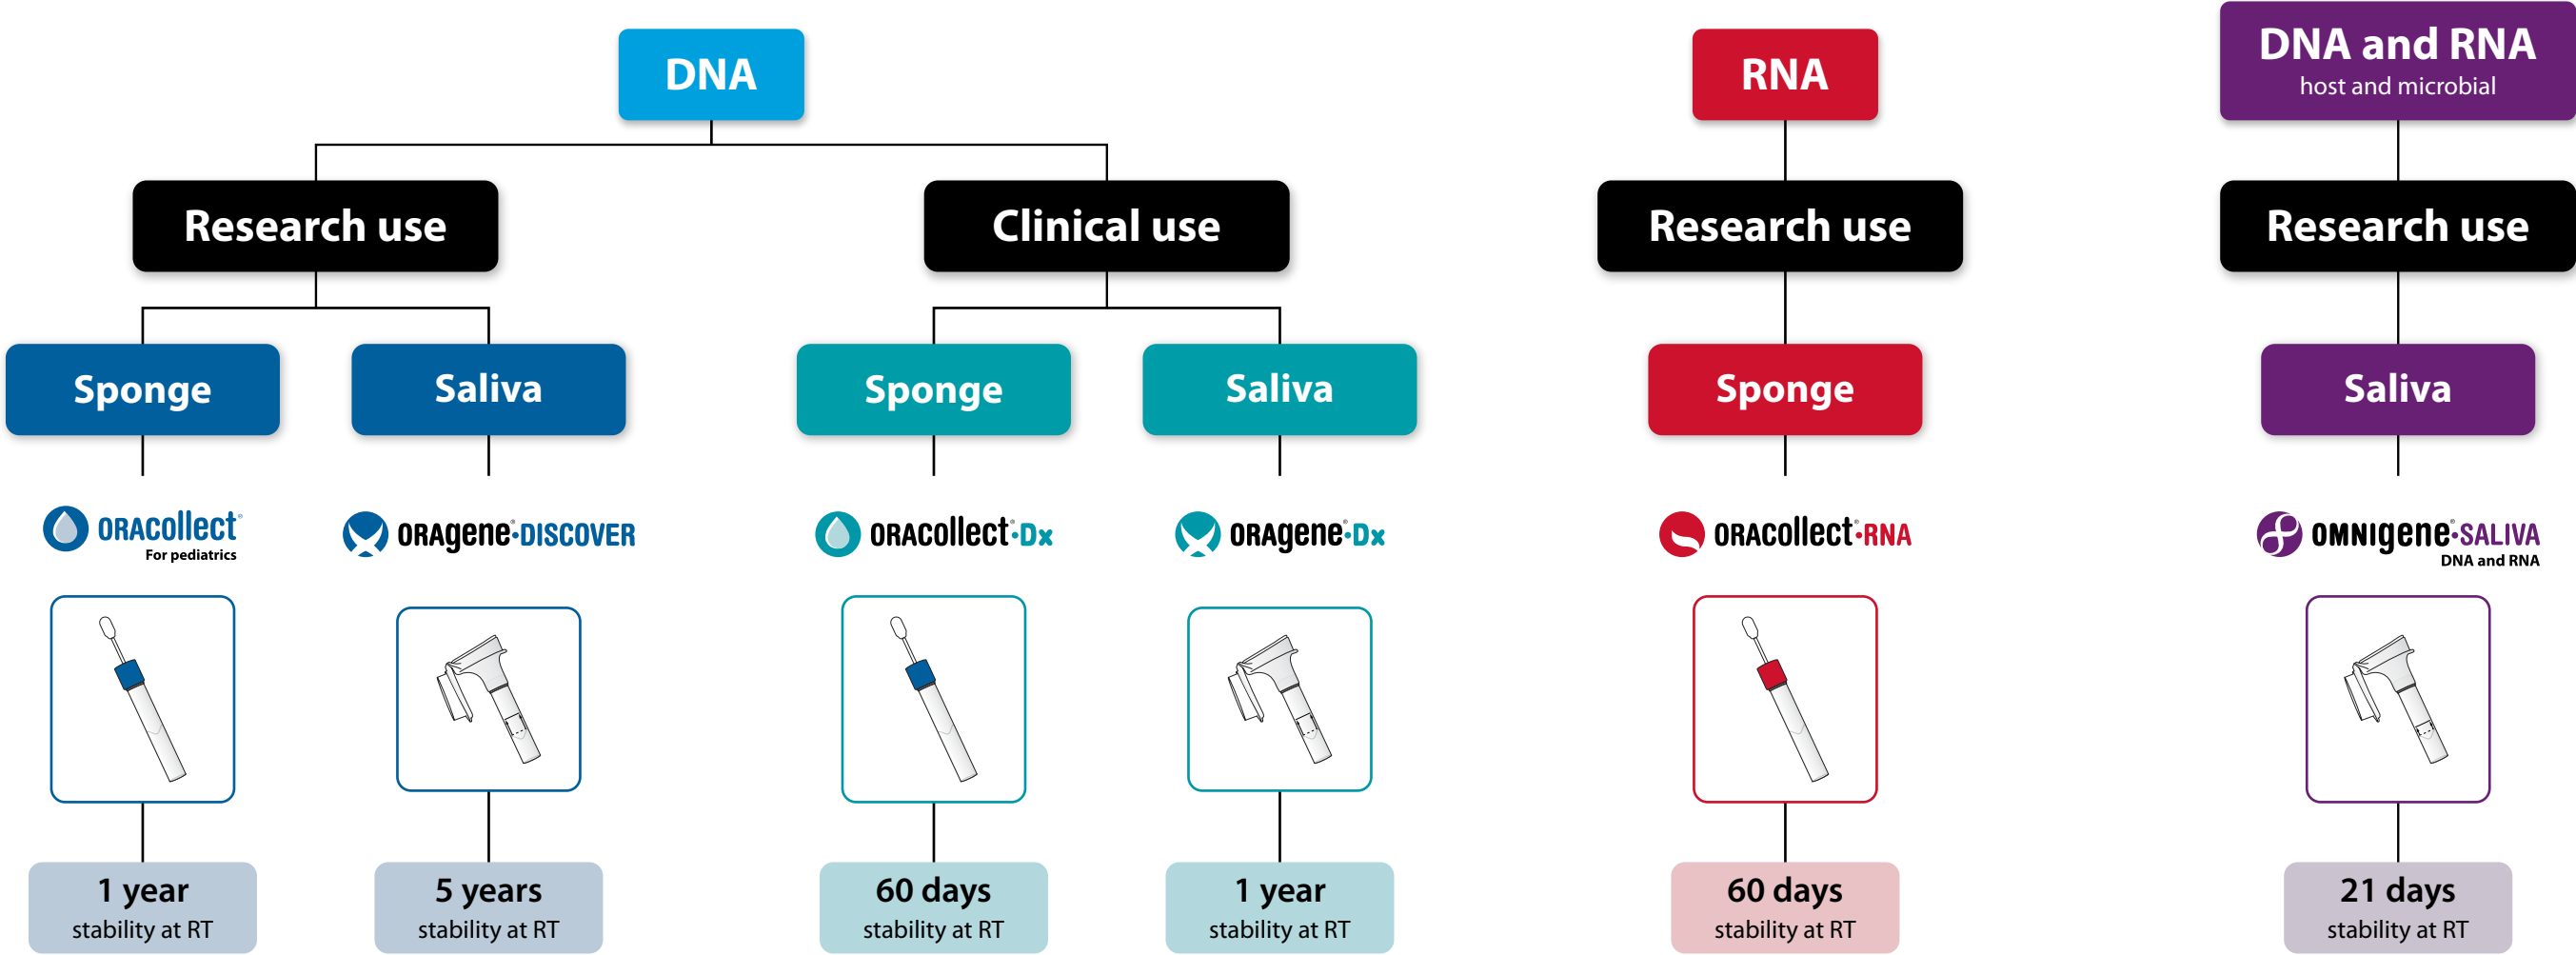 DNA
RNA
DNA and RNA
host and microbial
Research use
Clinical use
Research use
Research use
Sponge
Saliva
Sponge
Saliva
Sponge
Saliva
ORAcollect®
For pediatrics
ORAgene®•DISCOVER
ORAcollect®•Dx
ORAgene®•Dx
ORAcollect®•RNA
OMNIgene®•SALIVA
DNA and RNA
1 year
stability at RT
5 years
stability at RT
60 days
stability at RT
1 year
stability at RT
60 days
stability at RT
21 days
stability at RT